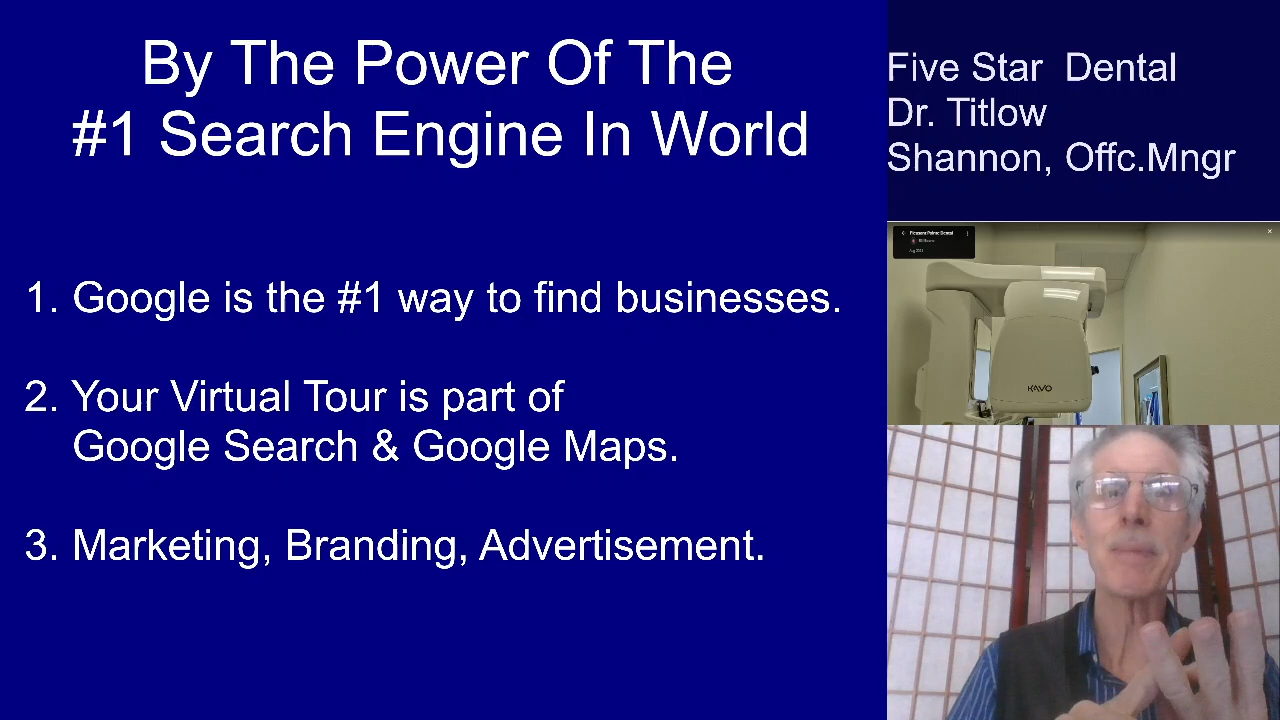 By The Power Of The
#1 Search Engine In World
1. Google is the #1 way to find businesses.
2. Your Virtual Tour is part of
Google Search & Google Maps.
3. Marketing, Branding, Advertisement.
Five Star Dental
Dr. Titlow
Shannon, Offc.Mngr
KAVO